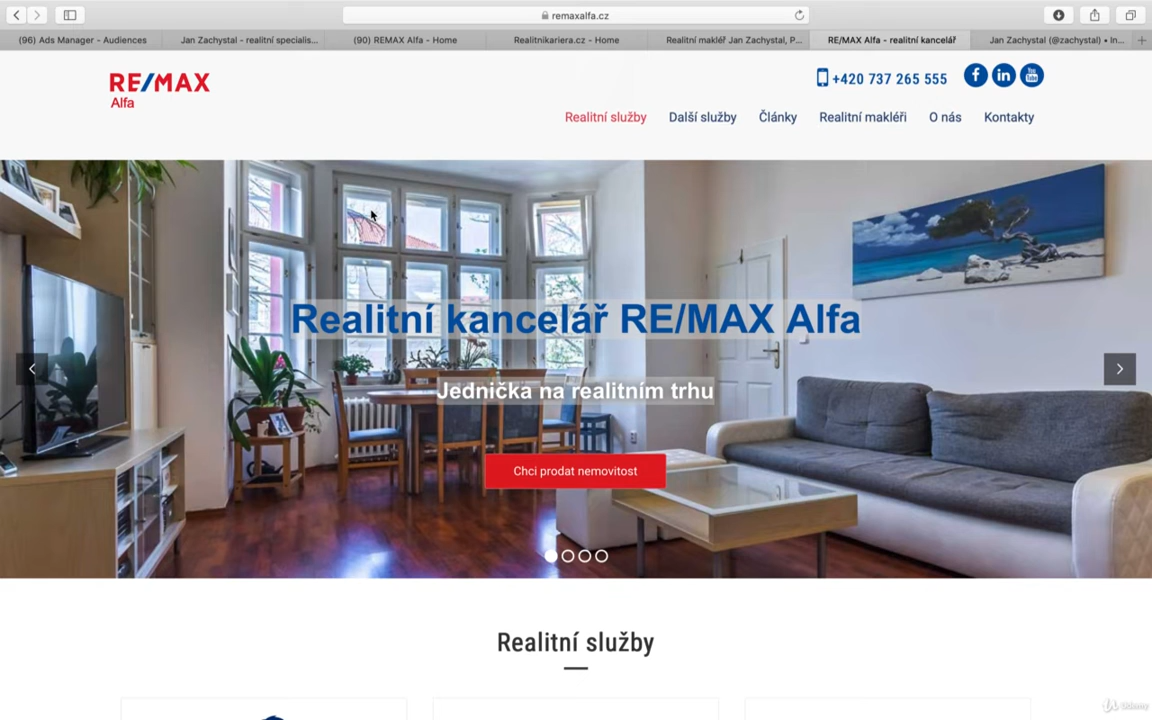 remaxalfa.cz
(96) Ads Manager - Audiences
Jan Zachystal - realitní specialis...
(90) REMAX Alfa - Home
Realitnikariera.cz - Home
Realitní makléř Jan Zachystal, P...
RE/MAX Alfa - realitní kancelář
Jan Zachystal (@zachystal) • In...
RE/MAX
Alfa
+420 737 265 555
You
Tube
Realitní služby
Další služby
Články
Realitní makléři
O nás
Kontakty
Realitní kancelář RE/MAX Alfa
Jednička na realitním trhu
Chci prodat nemovitost
Realitní služby
Udemy